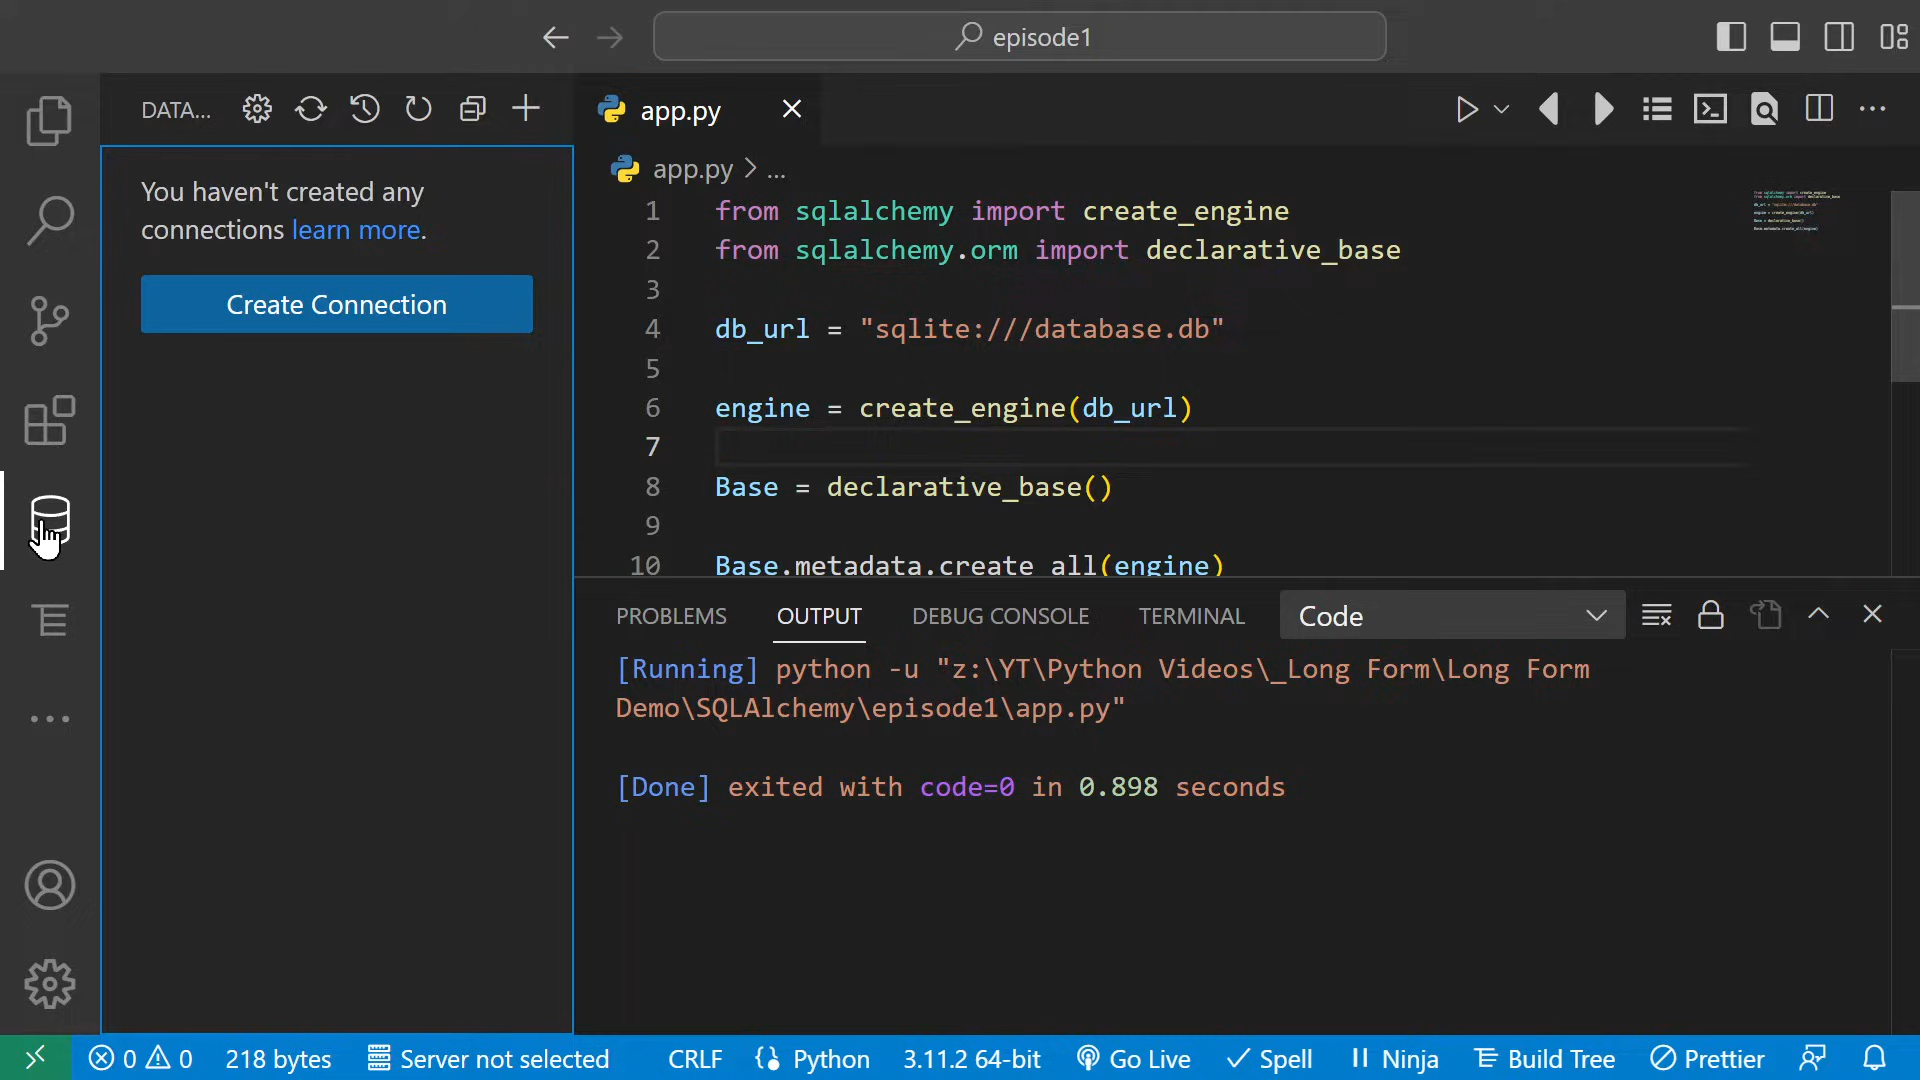 episode1
DATA...
You haven't created any
connections learn more.
Create Connection
app.py
app.py > ...
1 from sqlalchemy import create_engine
2 from sqlalchemy.orm import declarative_base
3
4 db_url = "sqlite:///database.db"
5
6 engine = create_engine(db_url)
7
8 Base = declarative_base()
9
10 Base.metadata.create_all(engine)
PROBLEMS OUTPUT DEBUG CONSOLE TERMINAL Code
[Running] python -u "z:\YT\Python Videos\_Long Form\Long Form
Demo\SQLAlchemy\episode1\app.py"
[Done] exited with code=0 in 0.898 seconds
0 0 218 bytes Server not selected CRLF Python 3.11.2 64-bit Go Live Spell Ninja Build Tree Prettier